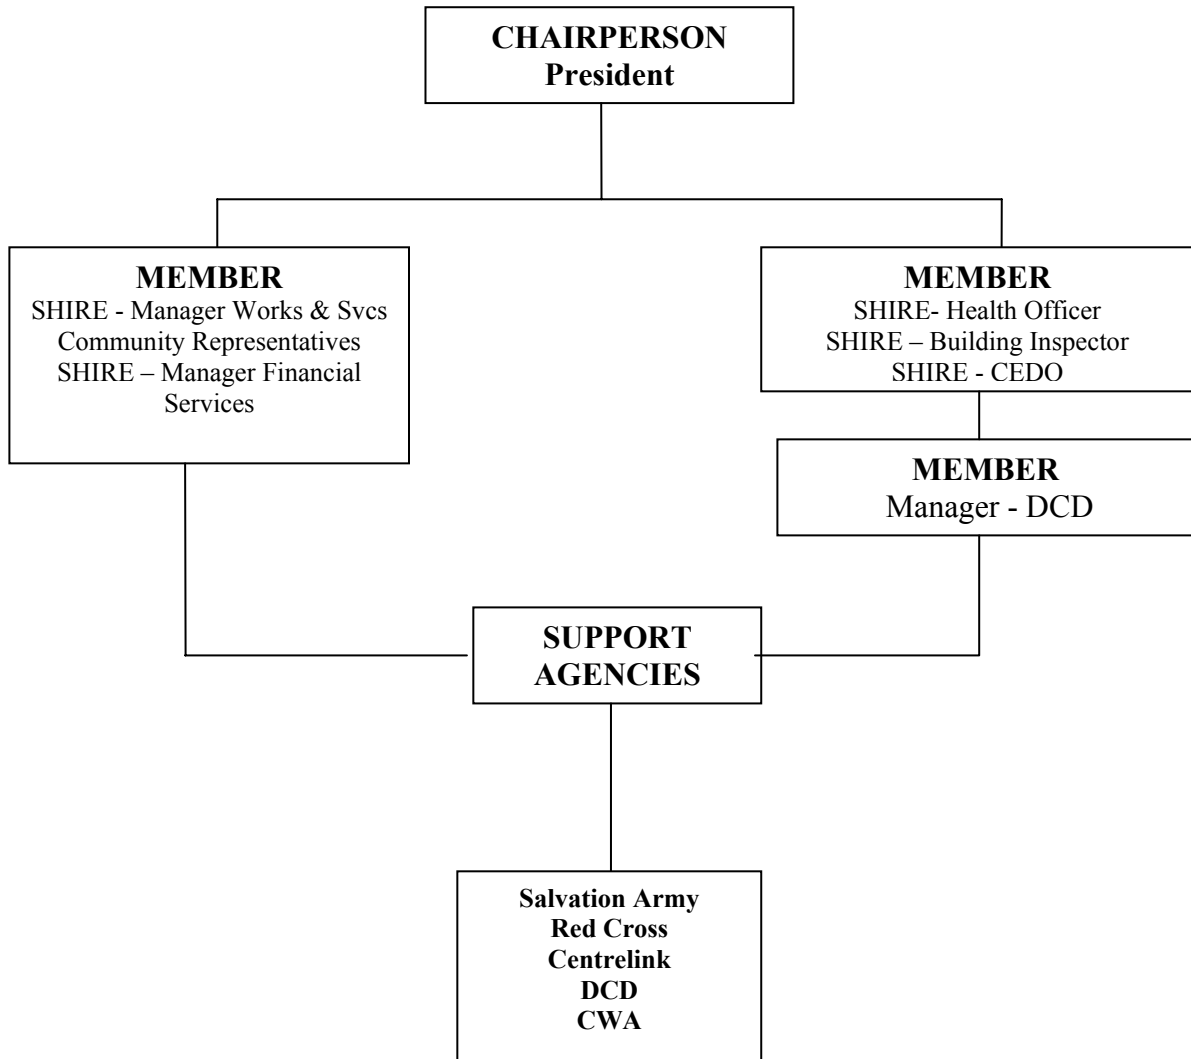 CHAIRPERSON
President
MEMBER
SHIRE - Manager Works & Svcs
Community Representatives
SHIRE – Manager Financial
Services
MEMBER
SHIRE- Health Officer
SHIRE – Building Inspector
SHIRE - CEDO
MEMBER
Manager - DCD
SUPPORT
AGENCIES
Salvation Army
Red Cross
Centrelink
DCD
CWA